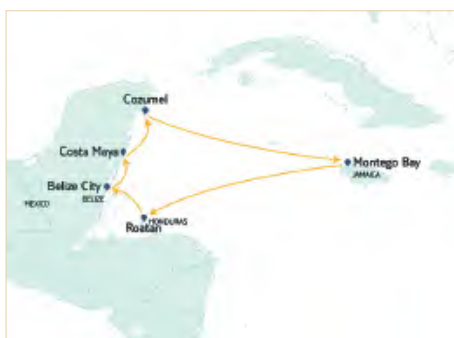 Cozumel
Costa Maya
Montego Bay
JAMAICA
Belize City
BELIZE
MEXICO
HONDURAS
Roatan